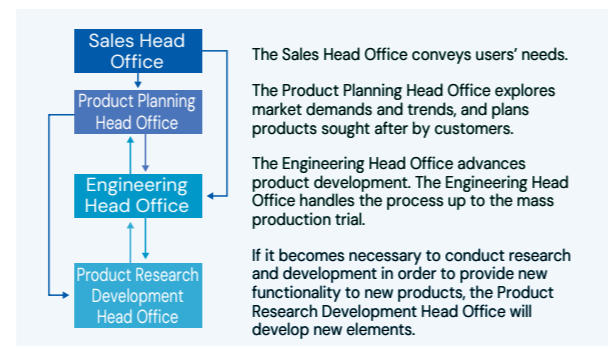 Sales Head
Office
Product Planning
Head Office
Engineering
Head Office
Product Research
Development
Head Office
The Sales Head Office conveys users’ needs.
The Product Planning Head Office explores
market demands and trends, and plans
products sought after by customers.
The Engineering Head Office advances
product development. The Engineering Head
Office handles the process up to the mass
production trial.
If it becomes necessary to conduct research
and development in order to provide new
functionality to new products, the Product
Research Development Head Office will
develop new elements.